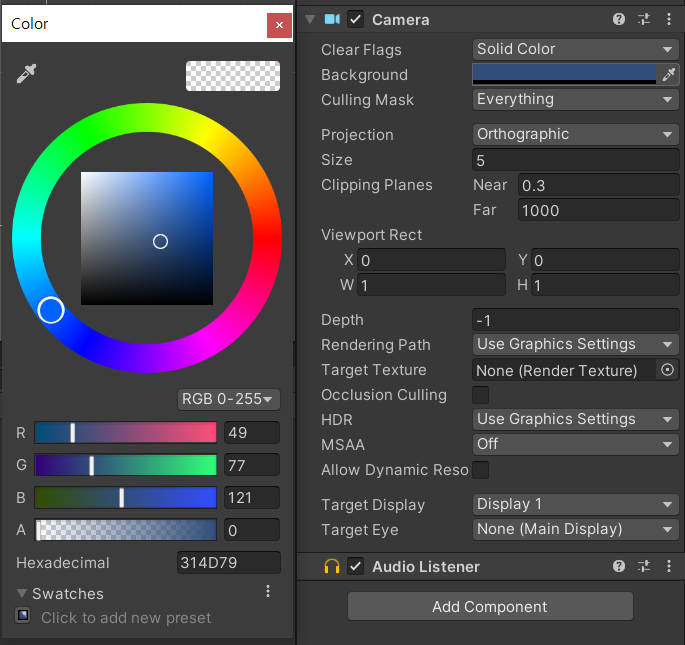 Color
RGB 0-255
R 49
G 77
B 121
A 0
Hexadecimal 314D79
Swatches
Click to add new preset
Camera
Clear Flags Solid Color
Background
Culling Mask Everything
Projection Orthographic
Size 5
Clipping Planes Near 0.3
Far 1000
Viewport Rect
X 0 Y 0
W 1 H 1
Depth -1
Rendering Path Use Graphics Settings
Target Texture None (Render Texture)
Occlusion Culling
HDR Use Graphics Settings
MSAA Off
Allow Dynamic Reso
Target Display Display 1
Target Eye None (Main Display)
Audio Listener
Add Component